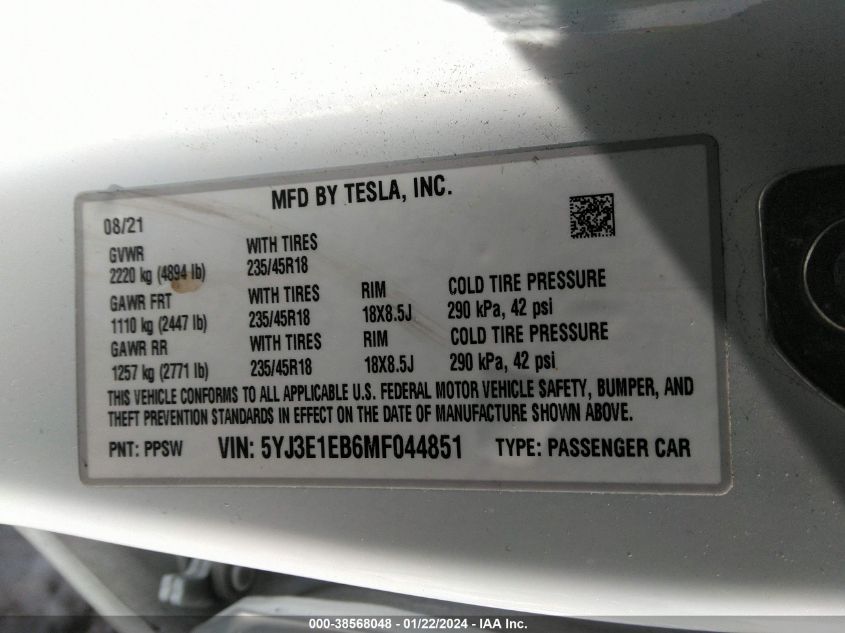 MFD BY TESLA, INC.
08/21
GVWR
2220 kg (4894 lb)
WITH TIRES
235/45R18
GAWR FRT
1110 kg (2447 lb)
WITH TIRES
235/45R18
RIM
18X8.5J
COLD TIRE PRESSURE
290 kPa, 42 psi
GAWR RR
1257 kg (2771 lb)
WITH TIRES
235/45R18
RIM
18X8.5J
COLD TIRE PRESSURE
290 kPa, 42 psi
THIS VEHICLE CONFORMS TO ALL APPLICABLE U.S. FEDERAL MOTOR VEHICLE SAFETY, BUMPER, AND
THEFT PREVENTION STANDARDS IN EFFECT ON THE DATE OF MANUFACTURE SHOWN ABOVE.
PNT: PPSW VIN: 5YJ3E1EB6MF044851 TYPE: PASSENGER CAR
000-38568048 - 01/22/2024 - IAA Inc.